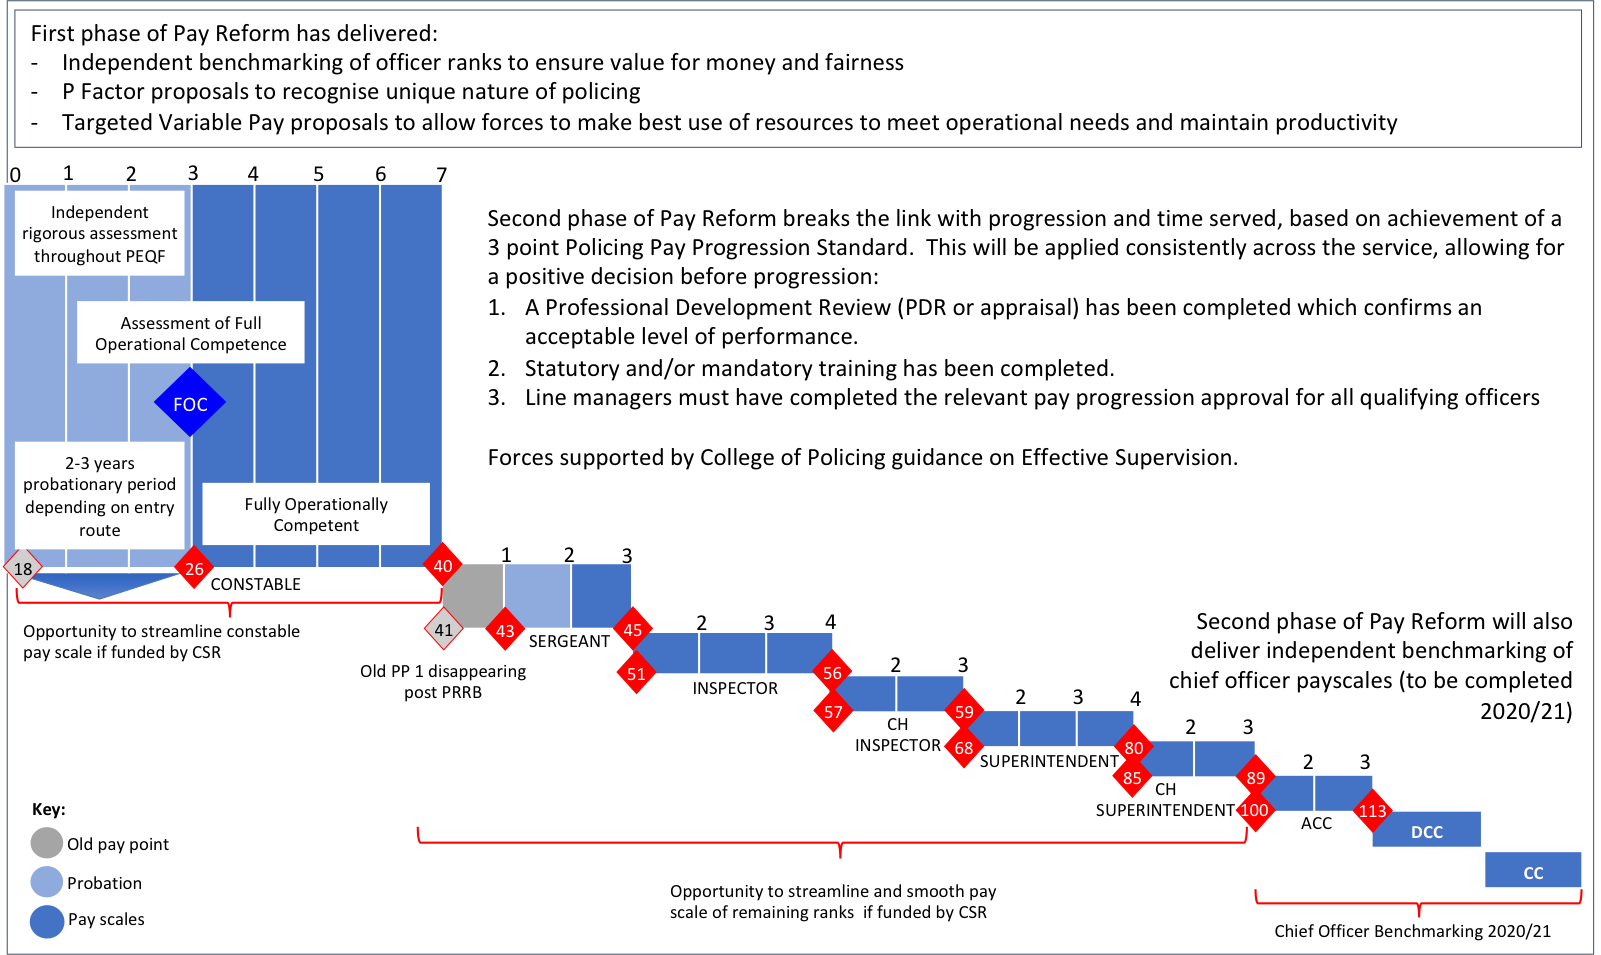 First phase of Pay Reform has delivered:
- Independent benchmarking of officer ranks to ensure value for money and fairness
- P Factor proposals to recognise unique nature of policing
- Targeted Variable Pay proposals to allow forces to make best use of resources to meet operational needs and maintain productivity
0 1 2 3 4 5 6 7
Independent
rigorous assessment
throughout PEQF
Assessment of Full
Operational Competence
FOC
2-3 years
probationary period
depending on entry
route
Fully Operationally
Competent
18
26
40
CONSTABLE
Opportunity to streamline constable
pay scale if funded by CSR
Second phase of Pay Reform breaks the link with progression and time served, based on achievement of a
3 point Policing Pay Progression Standard. This will be applied consistently across the service, allowing for
a positive decision before progression:
1. A Professional Development Review (PDR or appraisal) has been completed which confirms an
acceptable level of performance.
2. Statutory and/or mandatory training has been completed.
3. Line managers must have completed the relevant pay progression approval for all qualifying officers
Forces supported by College of Policing guidance on Effective Supervision.
1 2 3
41
43
45
SERGEANT
Old PP 1 disappearing
post PRRB
2 3 4
51
56
INSPECTOR
2 3
57
59
CH
INSPECTOR
2 3 4
68
80
SUPERINTENDENT
2 3
85
89
CH
SUPERINTENDENT
2 3
100
113
ACC
DCC
CC
Second phase of Pay Reform will also
deliver independent benchmarking of
chief officer payscales (to be completed
2020/21)
Opportunity to streamline and smooth pay
scale of remaining ranks if funded by CSR
Chief Officer Benchmarking 2020/21
Key:
Old pay point
Probation
Pay scales